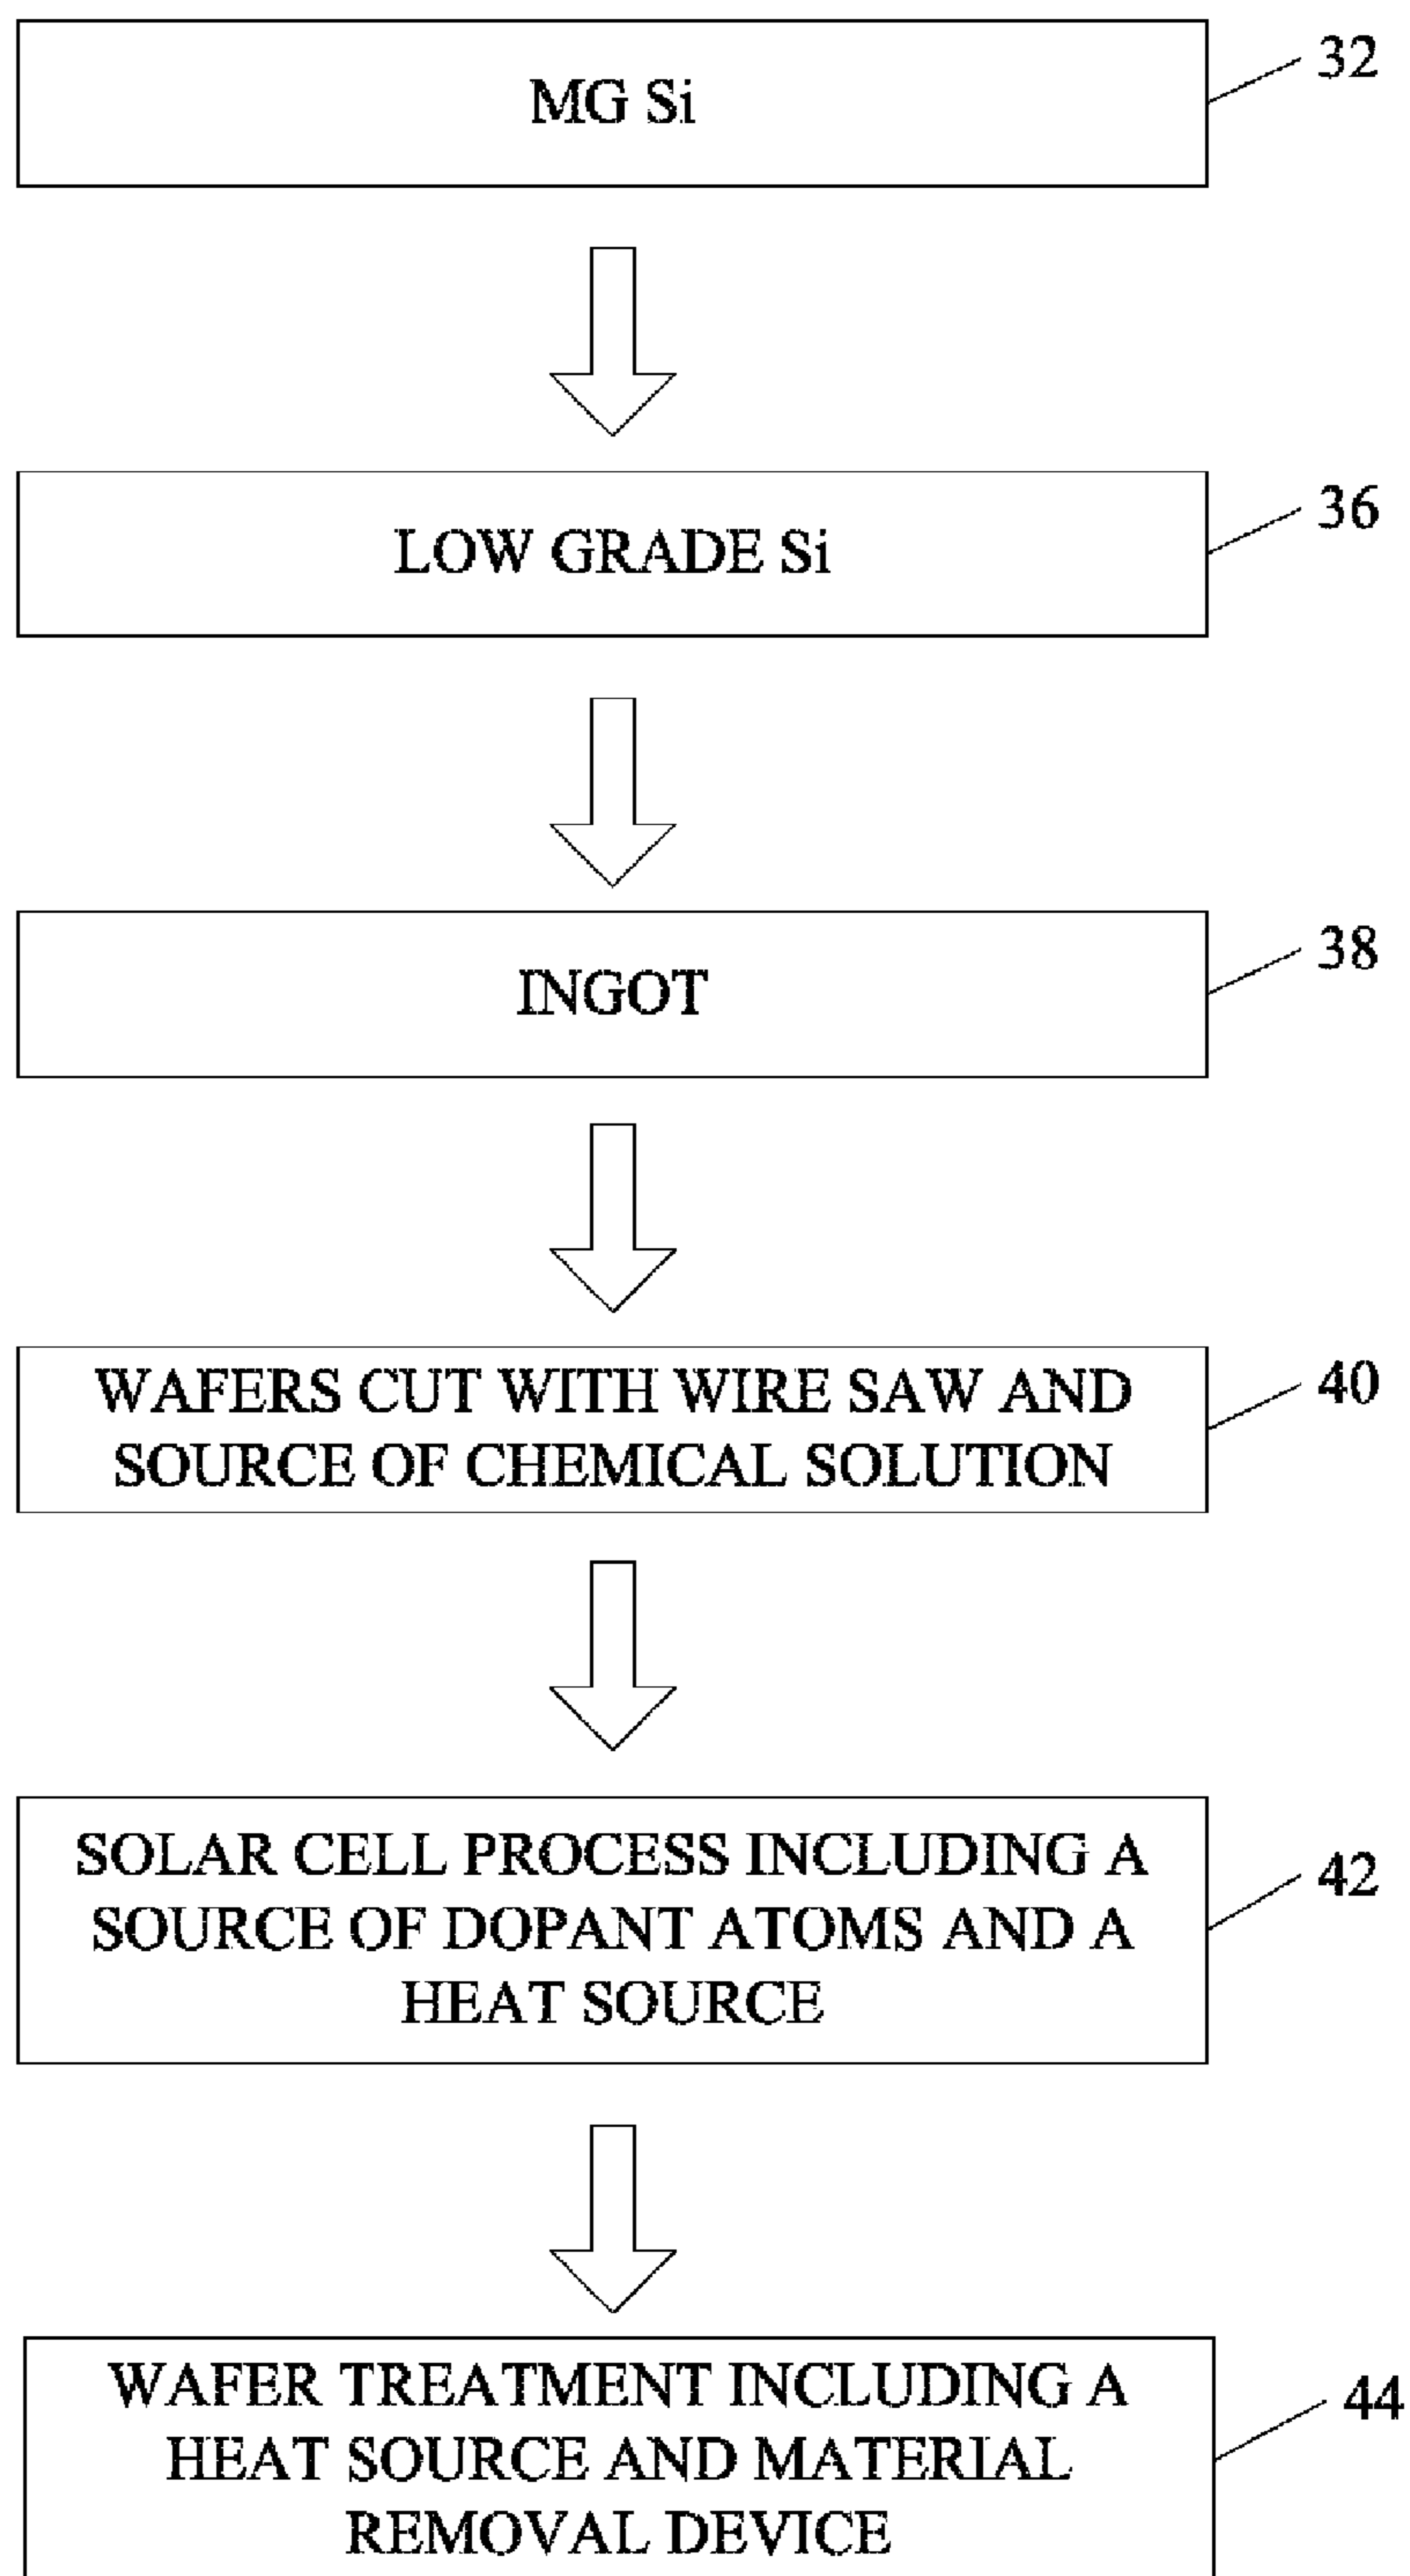 MG Si
32
LOW GRADE Si
36
INGOT
38
WAFERS CUT WITH WIRE SAW AND
SOURCE OF CHEMICAL SOLUTION
40
SOLAR CELL PROCESS INCLUDING A
SOURCE OF DOPANT ATOMS AND A
HEAT SOURCE
42
WAFER TREATMENT INCLUDING A
HEAT SOURCE AND MATERIAL
REMOVAL DEVICE
44